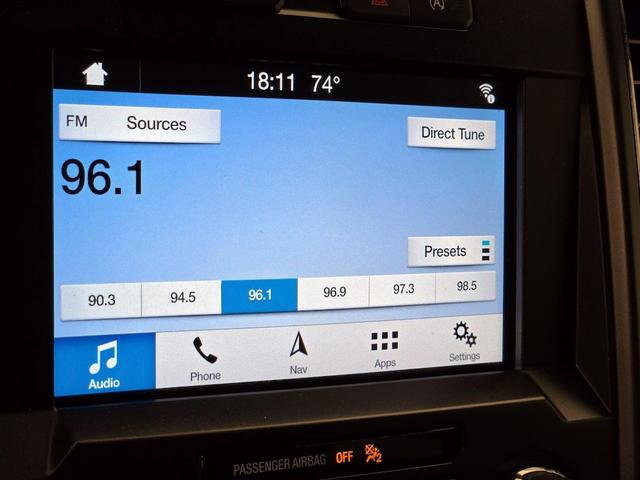 18:11 74°
FM Sources
Direct Tune
96.1
Presets
90.3 94.5 96.1 96.9 97.3 98.5
Audio Phone Nav Apps Settings
PASSENGER AIRBAG OFF 2